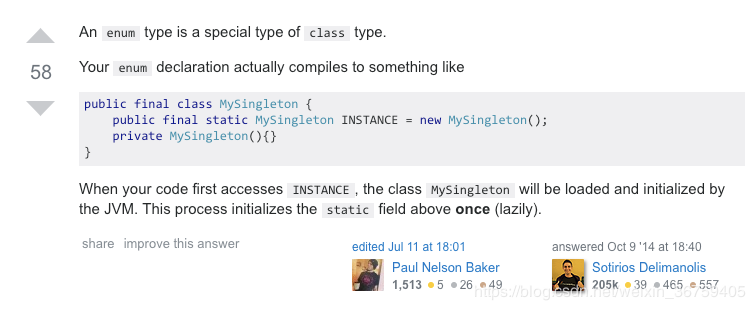 An enum type is a special type of class type.
58
Your enum declaration actually compiles to something like
public final class MySingleton {
    public final static MySingleton INSTANCE = new MySingleton();
    private MySingleton(){}
}
When your code first accesses INSTANCE , the class MySingleton will be loaded and initialized by
the JVM. This process initializes the static field above once (lazily).
share improve this answer
edited Jul 11 at 18:01
answered Oct 9 '14 at 18:40
Paul Nelson Baker
Sotirios Delimanolis
1,513 5 26 49
205k 39 465 557
https://blog.csdn.net/weixin_36759405